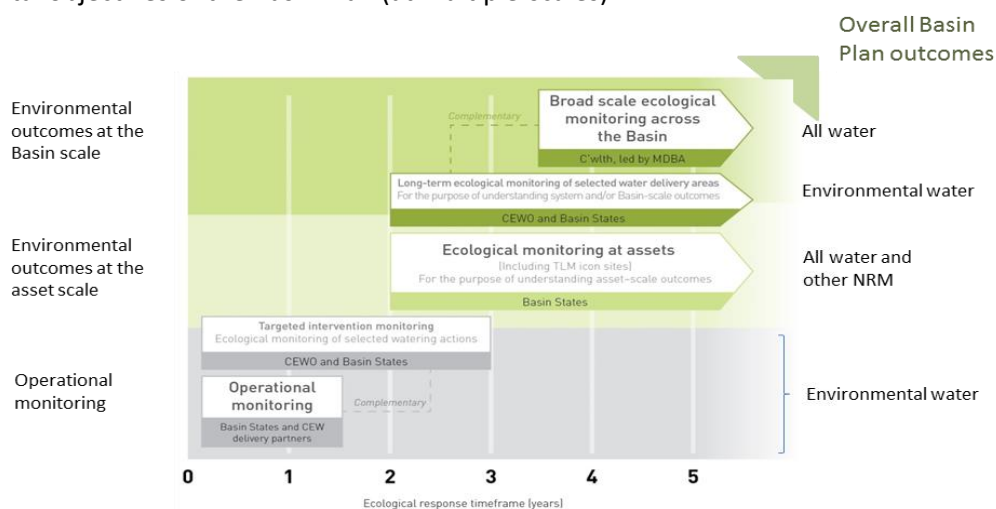 Overall Basin
Plan outcomes
Environmental
outcomes at the
Basin scale
Broad scale ecological
monitoring across
the Basin
C'wlth, led by MDBA
Complementary
All water
Long-term ecological monitoring of selected water delivery areas
For the purpose of understanding system and/or Basin-scale outcomes
CEWO and Basin States
Environmental water
Environmental
outcomes at the
asset scale
Ecological monitoring at assets
(Including TLM icon sites)
For the purpose of understanding asset-scale outcomes
Basin States
All water and
other NRM
Targeted intervention monitoring
Ecological monitoring of selected watering actions
CEWO and Basin States
Operational
monitoring
Operational
monitoring
Basin States and CEW
delivery partners
Complementary
Environmental water
0 1 2 3 4 5
Ecological response timeframe (years)